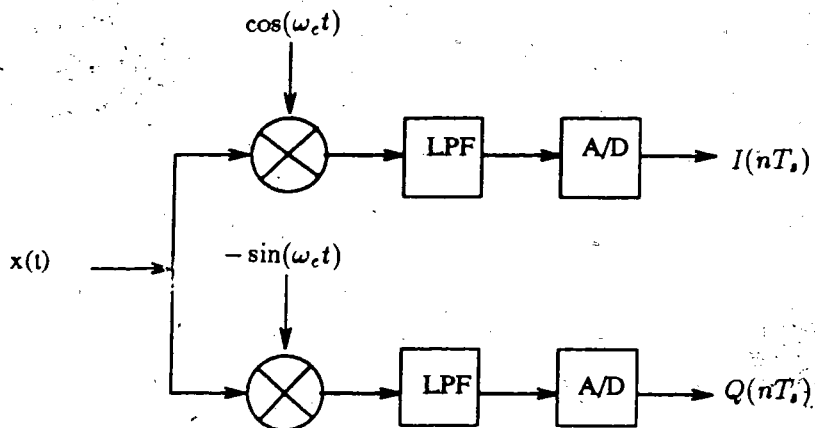 cos(ω_c t)
LPF
A/D
I(nT_s)
x(t)
− sin(ω_c t)
LPF
A/D
Q(nT_s)